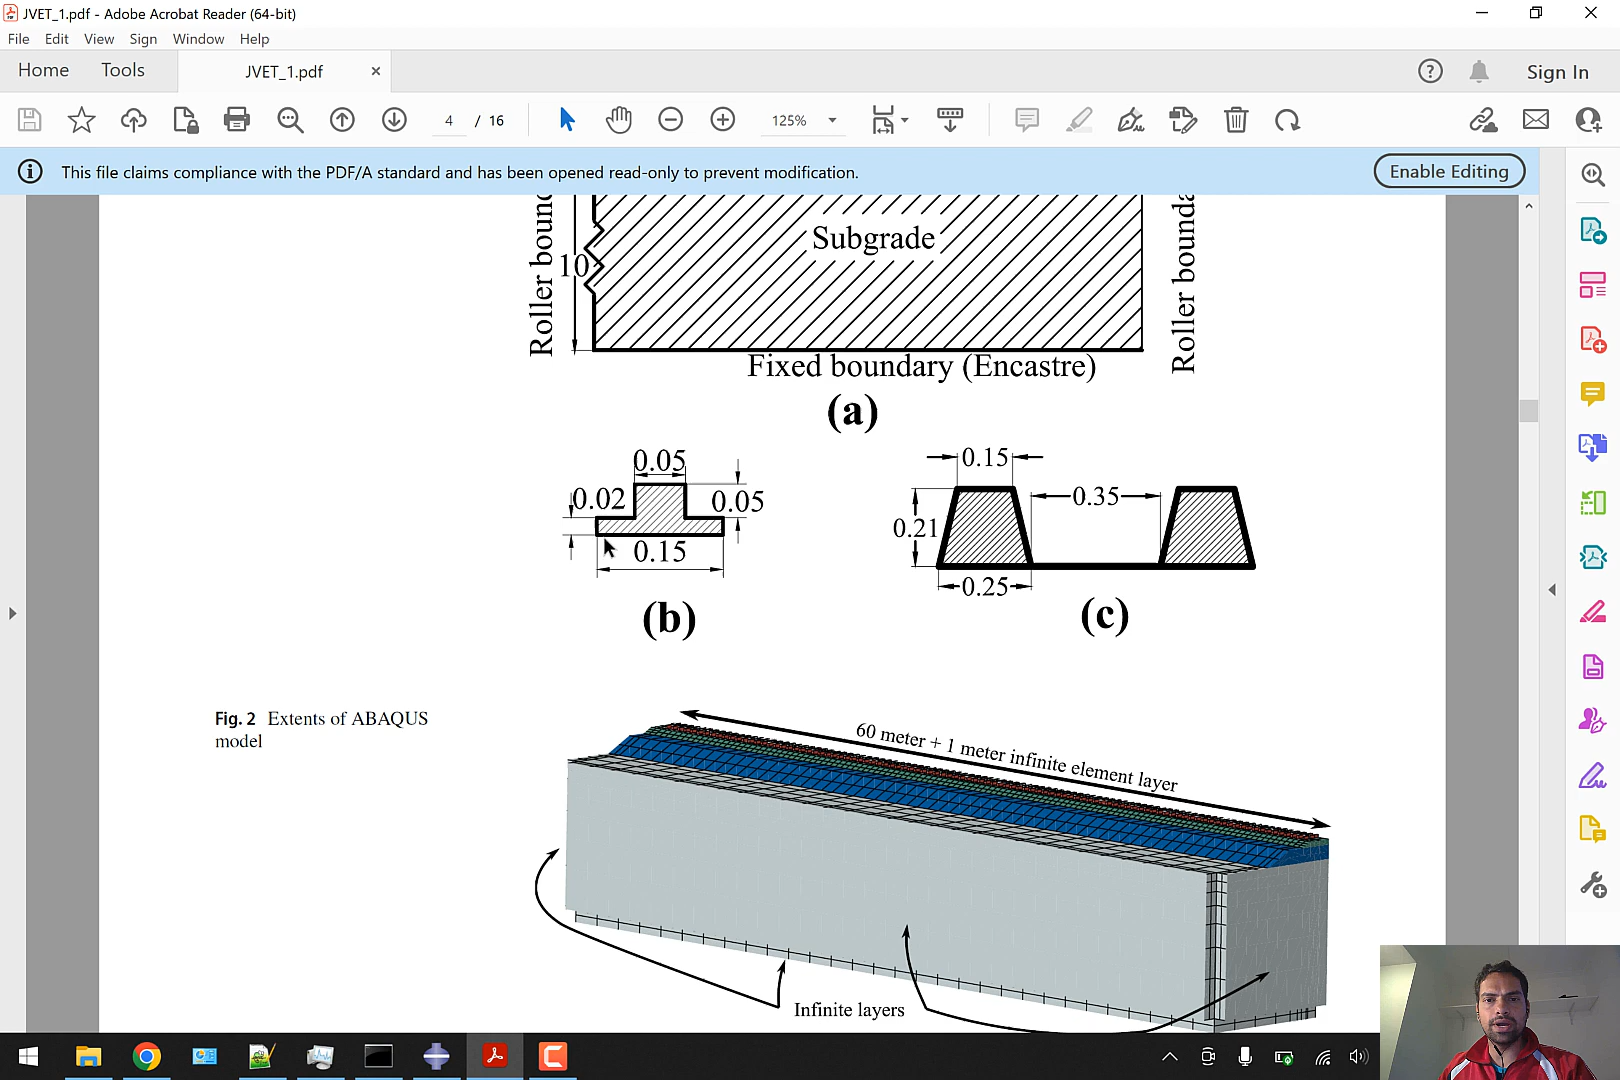 JVET_1.pdf - Adobe Acrobat Reader (64-bit)
File Edit View Sign Window Help
Home Tools JVET_1.pdf × Sign In
4 / 16 125%
This file claims compliance with the PDF/A standard and has been opened read-only to prevent modification. Enable Editing
Roller bound
10
Subgrade
Roller bounda
Fixed boundary (Encastre)
(a)
0.05
0.02
0.05
0.15
(b)
0.15
0.35
0.21
0.25
(c)
Fig. 2 Extents of ABAQUS
model
60 meter + 1 meter infinite element layer
Infinite layers